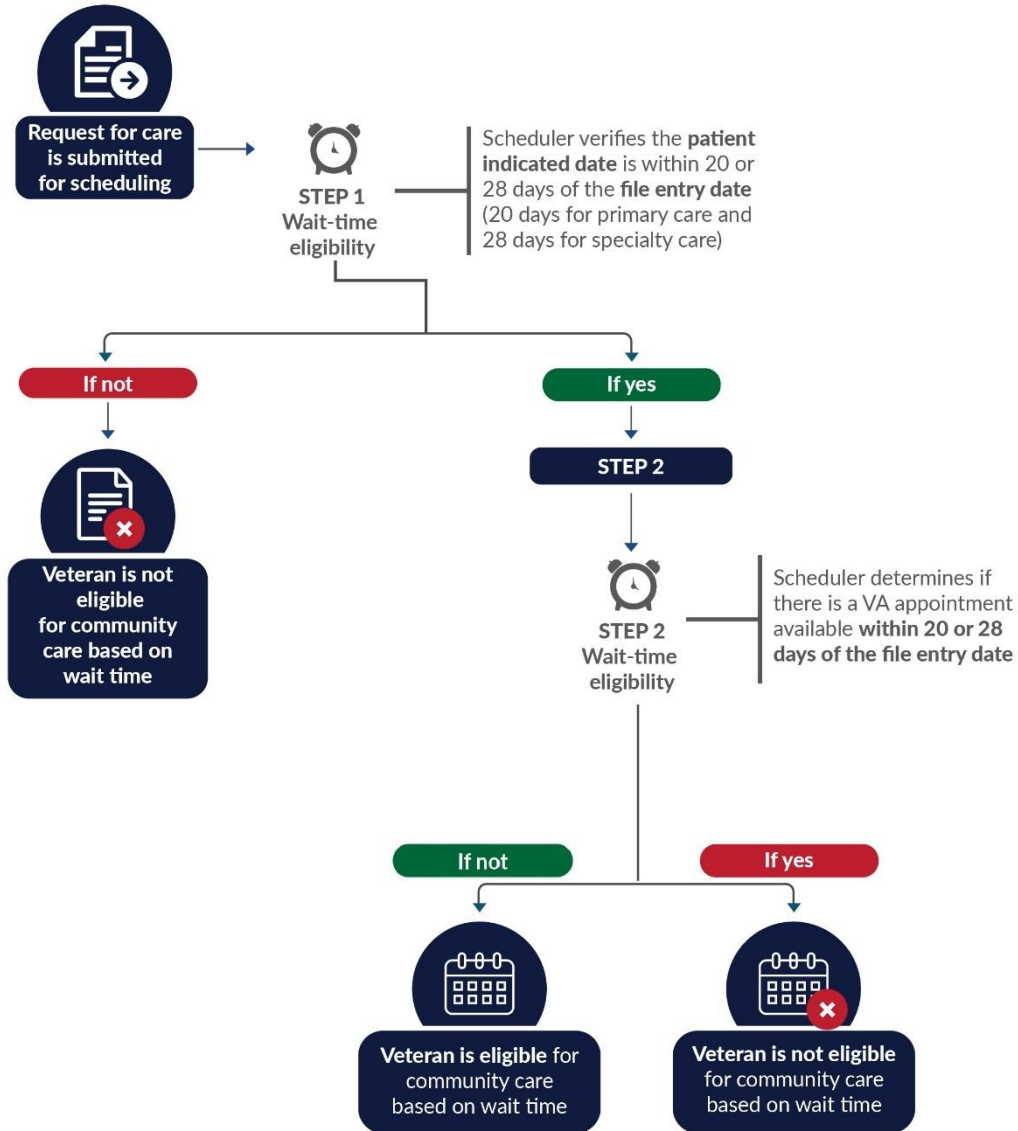 Request for care
is submitted
for scheduling
STEP 1
Wait-time
eligibility
Scheduler verifies the patient
indicated date is within 20 or
28 days of the file entry date
(20 days for primary care and
28 days for specialty care)
If not
If yes
STEP 2
Veteran is not
eligible
for community
care based on
wait time
STEP 2
Wait-time
eligibility
Scheduler determines if
there is a VA appointment
available within 20 or 28
days of the file entry date
If not
If yes
Veteran is eligible for
community care
based on wait time
Veteran is not eligible
for community care
based on wait time